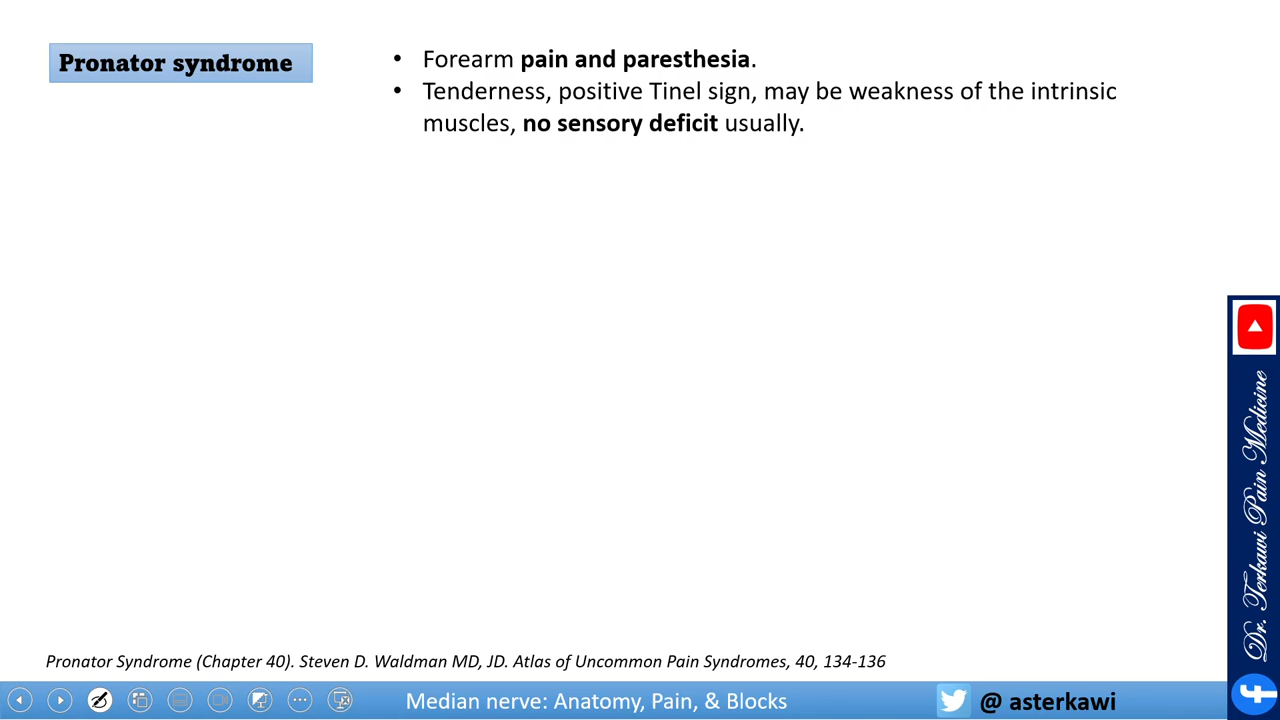 Pronator syndrome
• Forearm pain and paresthesia.
• Tenderness, positive Tinel sign, may be weakness of the intrinsic
muscles, no sensory deficit usually.
Dr. Terkawi Pain Medicine
Pronator Syndrome (Chapter 40). Steven D. Waldman MD, JD. Atlas of Uncommon Pain Syndromes, 40, 134-136
Median nerve: Anatomy, Pain, & Blocks
@ asterkawi